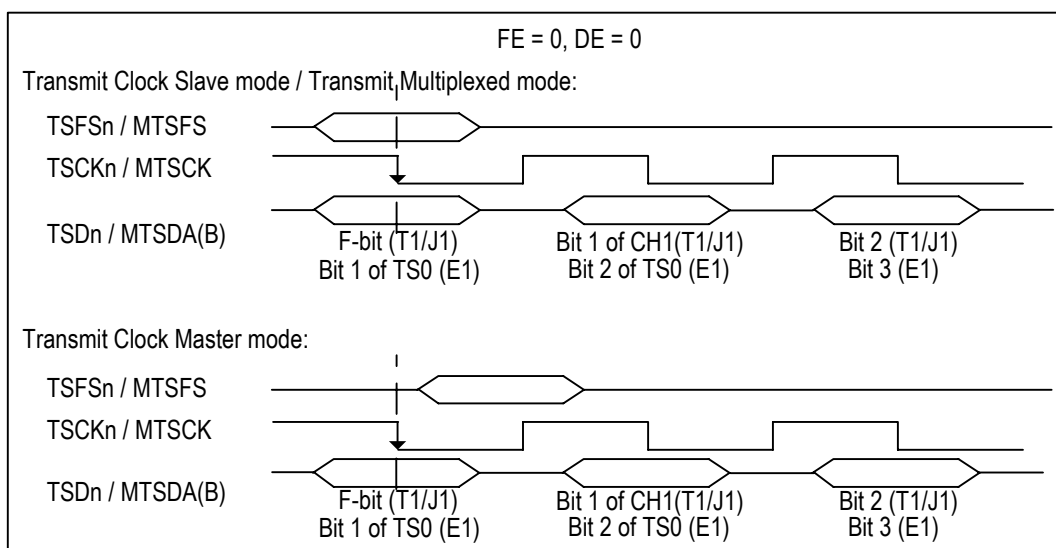 FE = 0, DE = 0
Transmit Clock Slave mode / Transmit Multiplexed mode:
TSFSn / MTSFS
TSCKn / MTSCK
TSDn / MTSDA(B)
F-bit (T1/J1)
Bit 1 of TS0 (E1)
Bit 1 of CH1(T1/J1)
Bit 2 of TS0 (E1)
Bit 2 (T1/J1)
Bit 3 (E1)
Transmit Clock Master mode:
TSFSn / MTSFS
TSCKn / MTSCK
TSDn / MTSDA(B)
F-bit (T1/J1)
Bit 1 of TS0 (E1)
Bit 1 of CH1(T1/J1)
Bit 2 of TS0 (E1)
Bit 2 (T1/J1)
Bit 3 (E1)